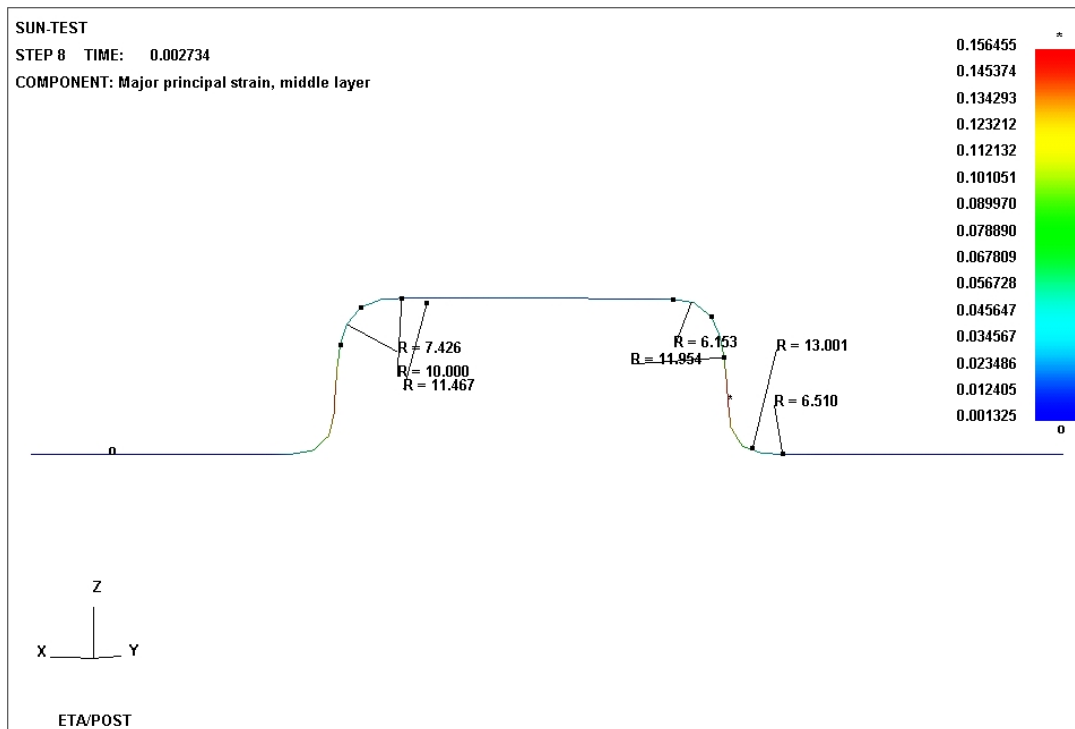 SUN-TEST
STEP 8 TIME: 0.002734
COMPONENT: Major principal strain, middle layer
*
0.156455
0.145374
0.134293
0.123212
0.112132
0.101051
0.089970
0.078890
0.067809
0.056728
0.045647
0.034567
0.023486
0.012405
0.001325
0
R = 7.426
R = 10.000
R = 11.467
R = 6.153
R = 11.954
R = 13.001
R = 6.510
*
0
Z
X
Y
ETA/POST